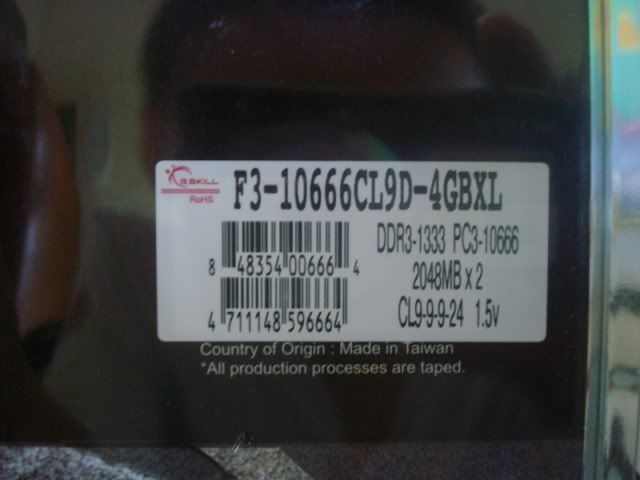 G.SKILL
RoHS
F3-10666CL9D-4GBXL
DDR3-1333 PC3-10666
8 48354 00666 4
2048MB x 2
4 711148 596664
CL9-9-9-24 1.5v
Country of Origin : Made in Taiwan
*All production processes are taped.